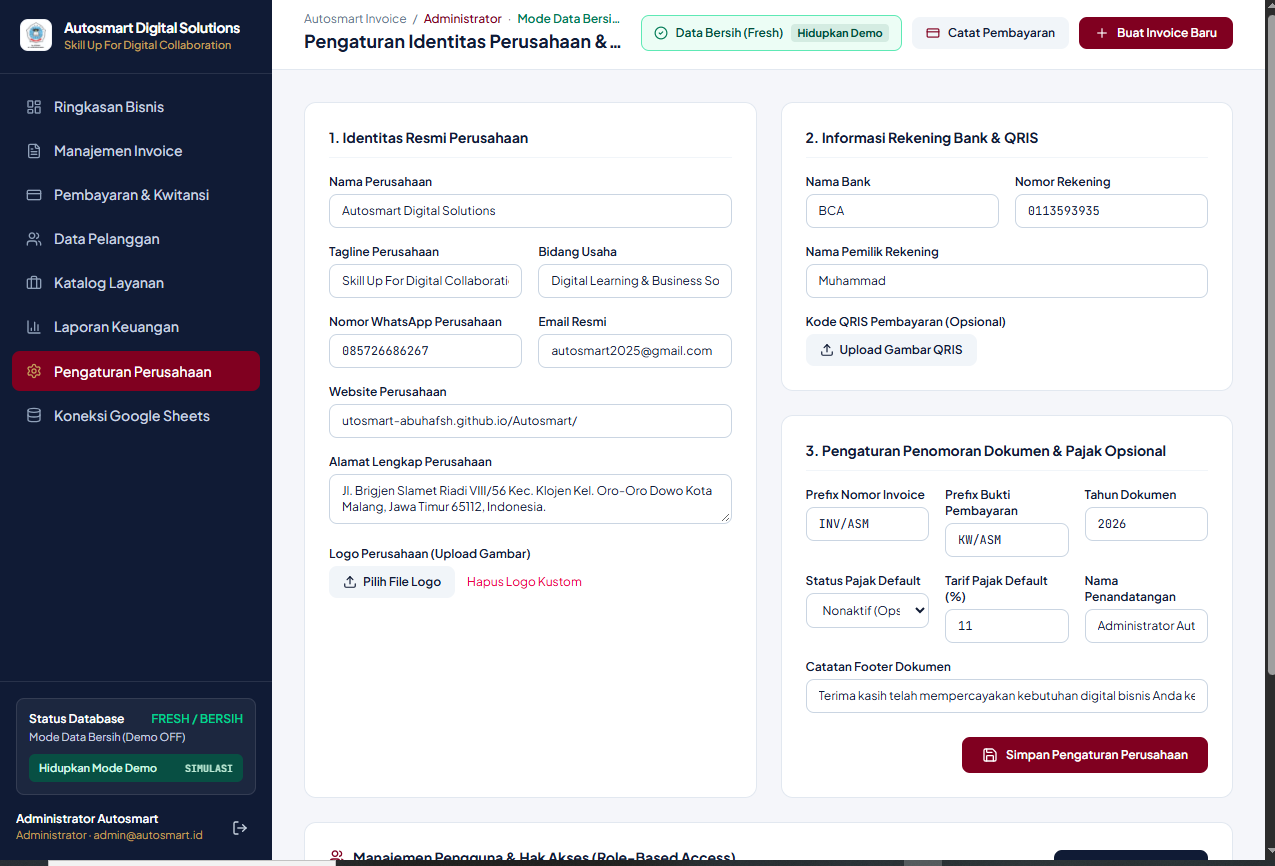 Autosmart Digital Solutions
Skill Up For Digital Collaboration
Ringkasan Bisnis
Manajemen Invoice
Pembayaran & Kwitansi
Data Pelanggan
Katalog Layanan
Laporan Keuangan
Pengaturan Perusahaan
Koneksi Google Sheets
Status Database FRESH / BERSIH
Mode Data Bersih (Demo OFF)
Hidupkan Mode Demo SIMULASI
Administrator Autosmart
Administrator · admin@autosmart.id
Autosmart Invoice / Administrator · Mode Data Bersi...
Pengaturan Identitas Perusahaan & ...
Data Bersih (Fresh) Hidupkan Demo
Catat Pembayaran
Buat Invoice Baru
1. Identitas Resmi Perusahaan
Nama Perusahaan
Autosmart Digital Solutions
Tagline Perusahaan Bidang Usaha
Skill Up For Digital Collaborati Digital Learning & Business So
Nomor WhatsApp Perusahaan Email Resmi
085726686267 autosmart2025@gmail.com
Website Perusahaan
utosmart-abuhafsh.github.io/Autosmart/
Alamat Lengkap Perusahaan
Jl. Brigjen Slamet Riadi VIII/56 Kec. Klojen Kel. Oro-Oro Dowo Kota
Malang, Jawa Timur 65112, Indonesia.
Logo Perusahaan (Upload Gambar)
Pilih File Logo Hapus Logo Kustom
2. Informasi Rekening Bank & QRIS
Nama Bank Nomor Rekening
BCA 0113593935
Nama Pemilik Rekening
Muhammad
Kode QRIS Pembayaran (Opsional)
Upload Gambar QRIS
3. Pengaturan Penomoran Dokumen & Pajak Opsional
Prefix Nomor Invoice
INV/ASM
Prefix Bukti
Pembayaran
KW/ASM
Tahun Dokumen
2026
Status Pajak Default
Nonaktif (Ops
Tarif Pajak Default
(%)
11
Nama
Penandatangan
Administrator Aut
Catatan Footer Dokumen
Terima kasih telah mempercayakan kebutuhan digital bisnis Anda ke
Simpan Pengaturan Perusahaan
Manajemen Pengguna & Hak Akses (Role-Based Access)